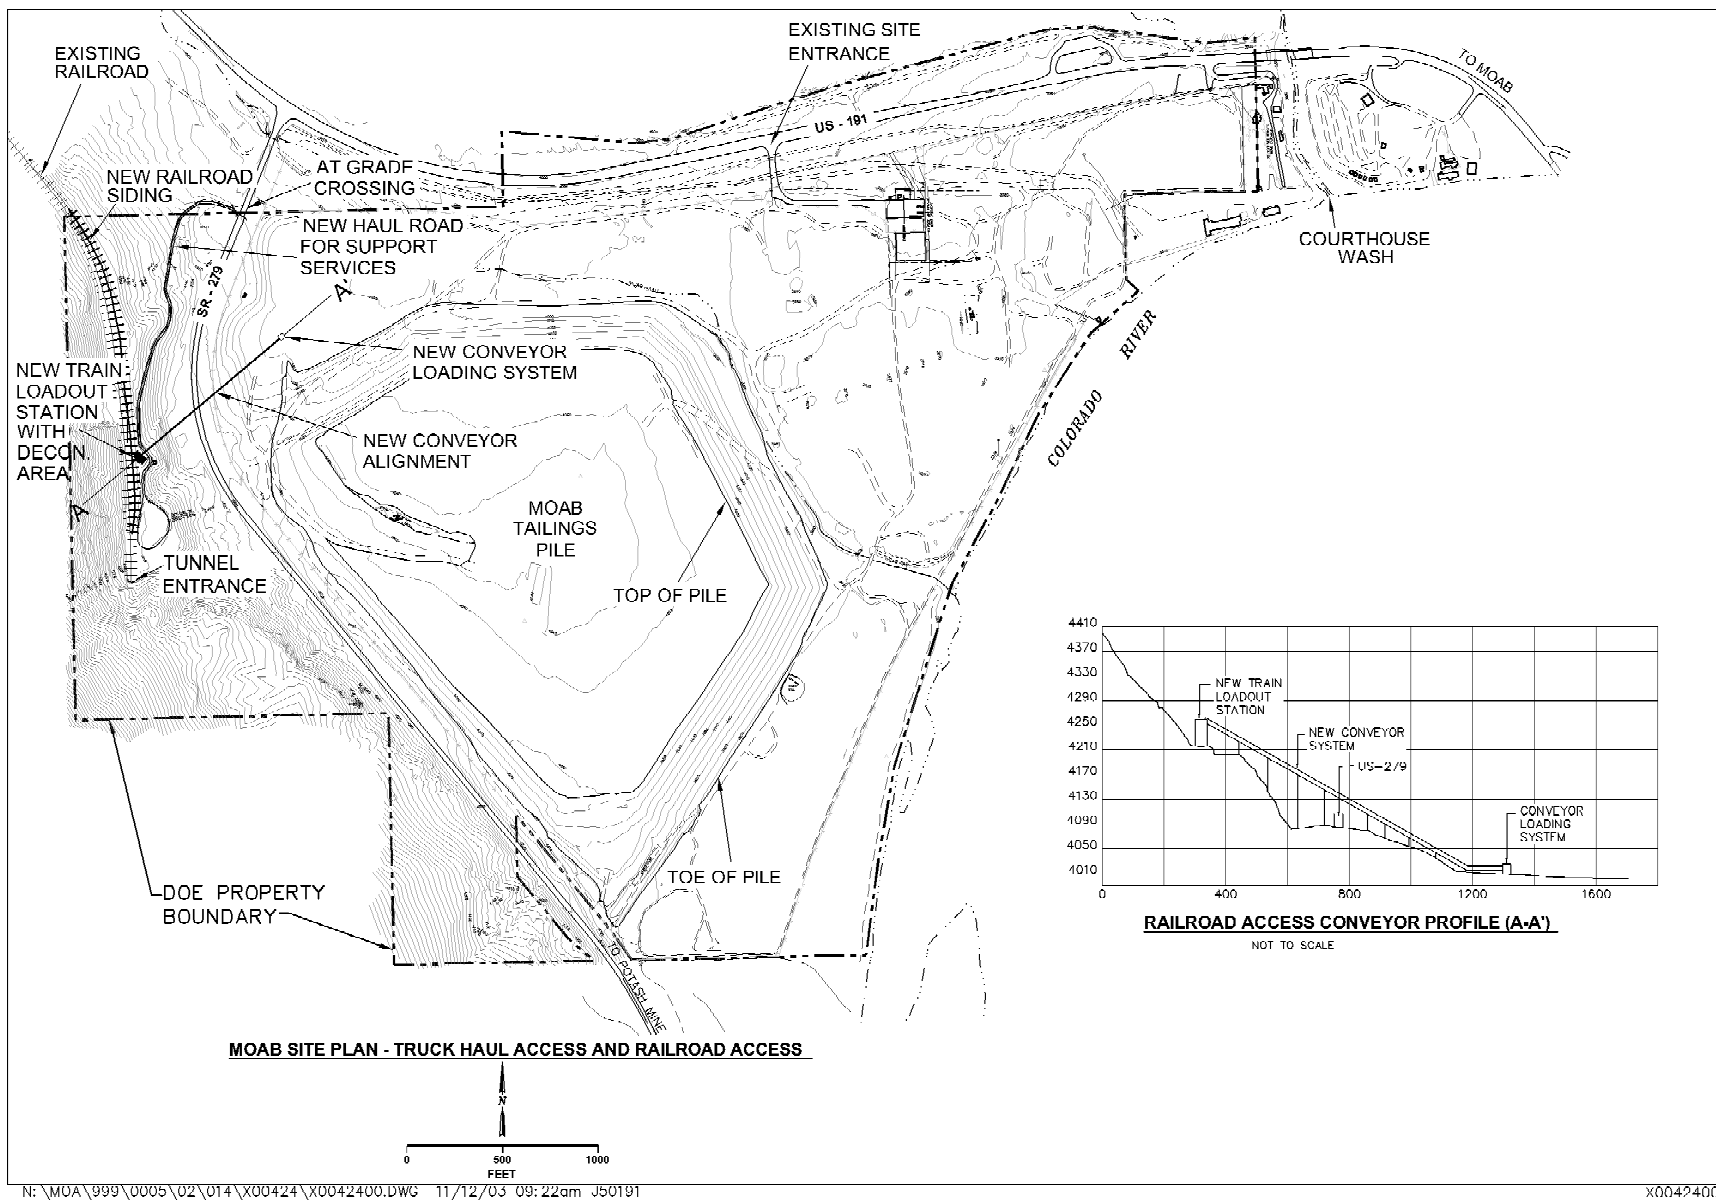 EXISTING
RAILROAD
EXISTING SITE
ENTRANCE
TO MOAB
US - 191
NEW RAILROAD
SIDING
AT GRADF
CROSSING
NEW HAUL ROAD
FOR SUPPORT
SERVICES
COURTHOUSE
WASH
SR - 279
A'
RIVER
COLORADO
NEW CONVEYOR
LOADING SYSTEM
NEW TRAIN
LOADOUT
STATION
WITH
DECON.
AREA
NEW CONVEYOR
ALIGNMENT
A
MOAB
TAILINGS
PILE
TUNNEL
ENTRANCE
TOP OF PILE
TOE OF PILE
DOE PROPERTY
BOUNDARY
TO POTASH MINE
4410
4370
4330
4290
4250
4210
4170
4130
4090
4050
4010
NEW TRAIN
LOADOUT
STATION
NEW CONVEYOR
SYSTEM
US-279
CONVEYOR
LOADING
SYSTEM
0 400 800 1200 1600
RAILROAD ACCESS CONVEYOR PROFILE (A-A')
NOT TO SCALE
MOAB SITE PLAN - TRUCK HAUL ACCESS AND RAILROAD ACCESS
N
0 500 1000
FEET
N: \MOA\999\0005\02\014\X00424\X0042400.DWG 11/12/03 09:22am J50191
X0042400